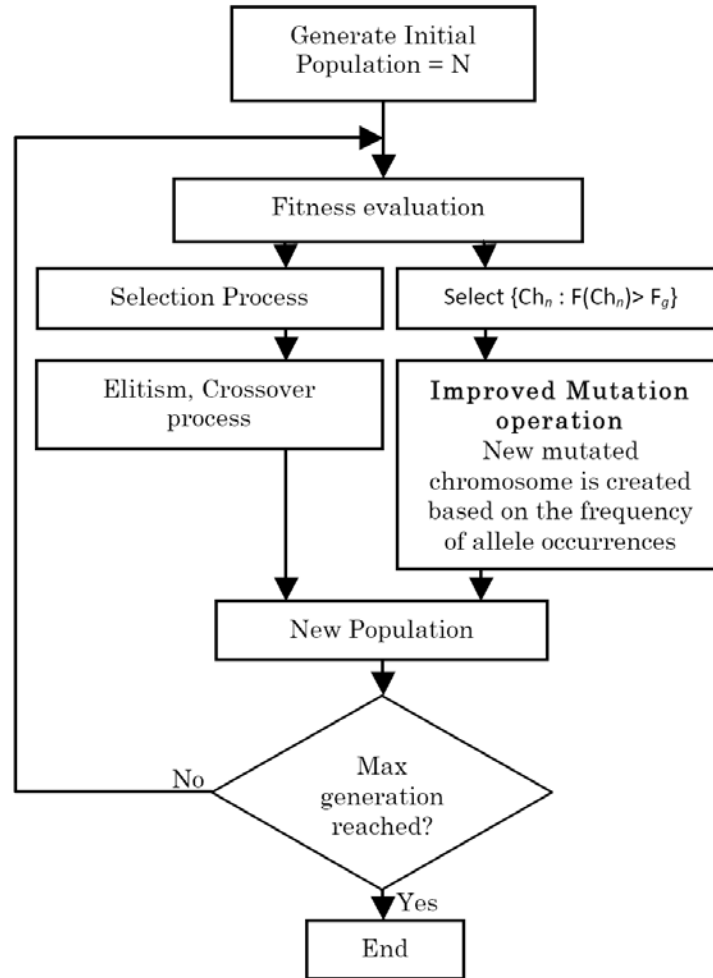 Generate Initial
Population = N
Fitness evaluation
Selection Process
Select {Chn : F(Chn)> Fg}
Elitism, Crossover
process
Improved Mutation
operation
New mutated
chromosome is created
based on the frequency
of allele occurrences
New Population
No
Max
generation
reached?
Yes
End